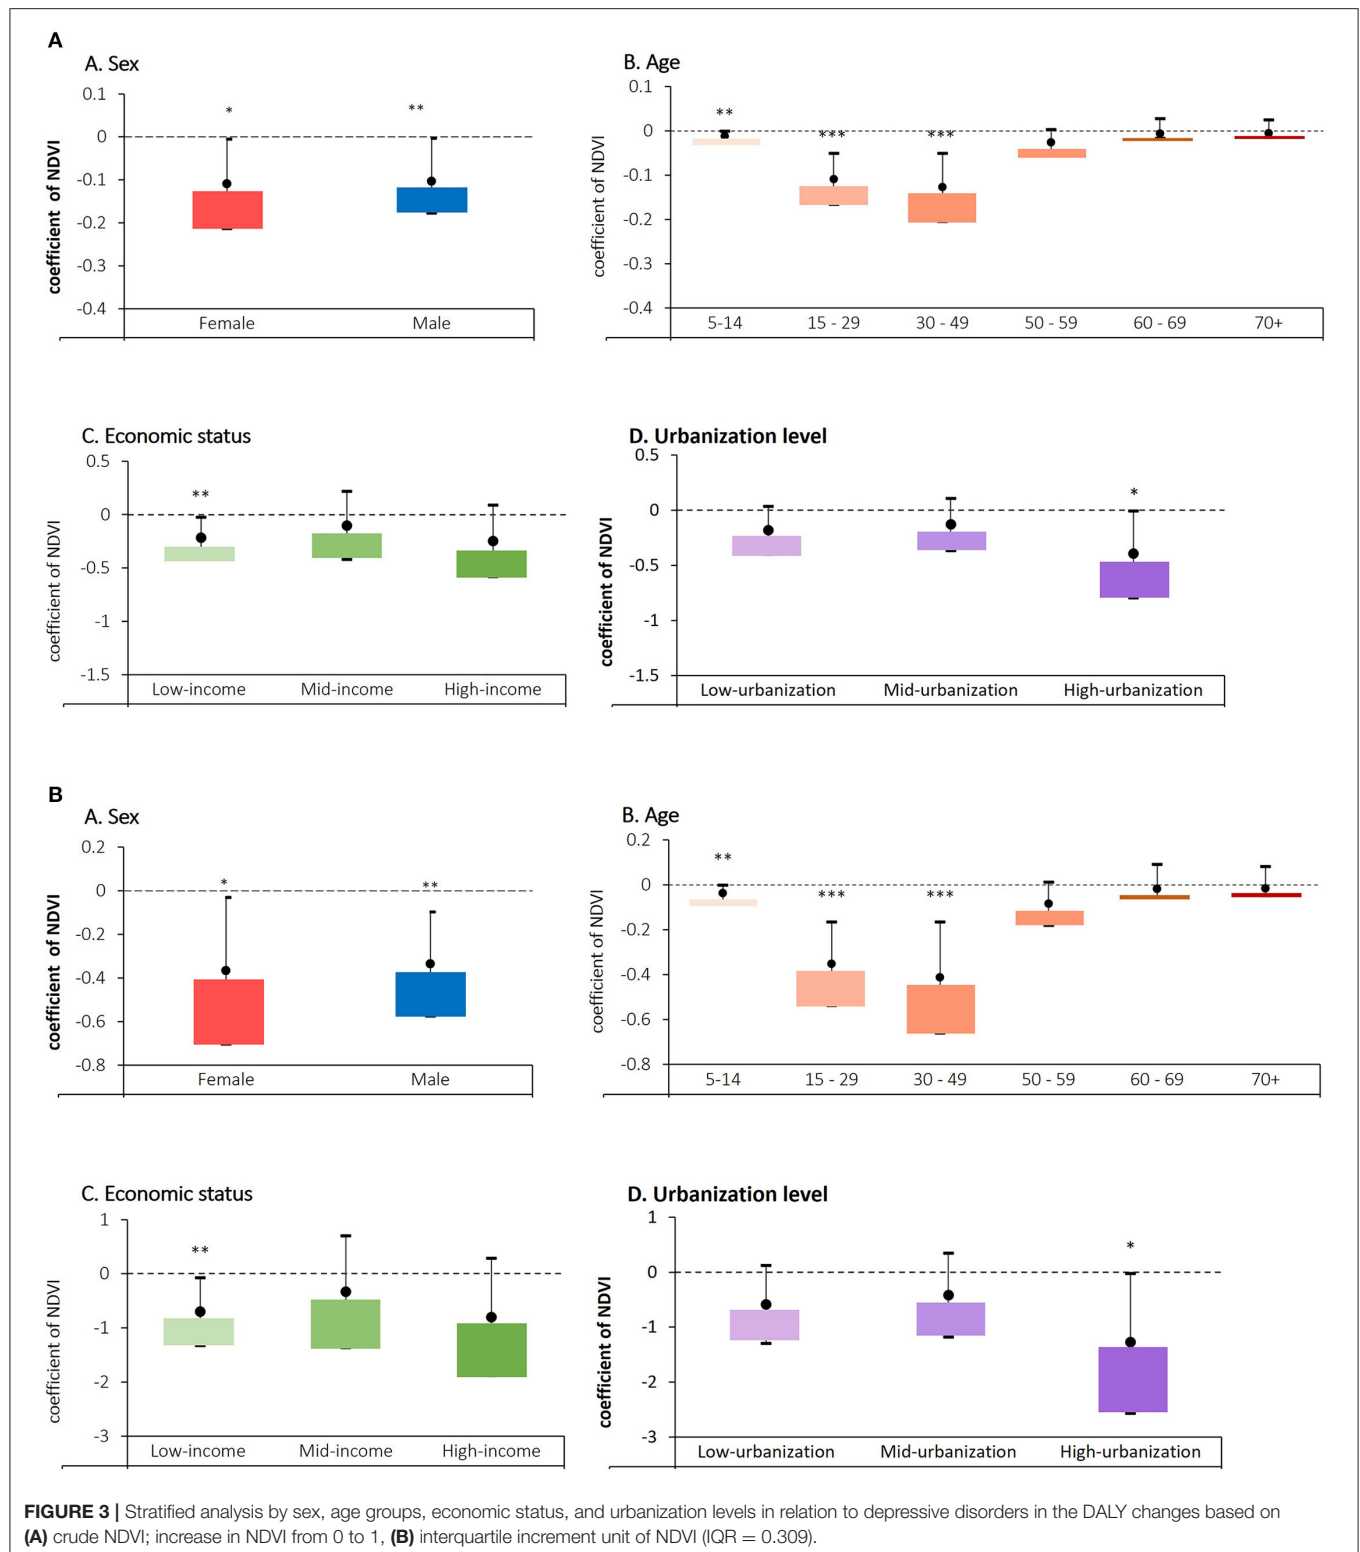 A
A. Sex
0.1
0
-0.1
-0.2
-0.3
-0.4
coefficient of NDVI
*
**
Female
Male
B. Age
0.1
0
-0.1
-0.2
-0.3
-0.4
coefficient of NDVI
**
***
***
5-14
15 - 29
30 - 49
50 - 59
60 - 69
70+
C. Economic status
0.5
0
-0.5
-1
-1.5
coefficient of NDVI
**
Low-income
Mid-income
High-income
D. Urbanization level
0.5
0
-0.5
-1
-1.5
coefficient of NDVI
*
Low-urbanization
Mid-urbanization
High-urbanization
B
A. Sex
0.2
0
-0.2
-0.4
-0.6
-0.8
coefficient of NDVI
*
**
Female
Male
B. Age
0.2
0
-0.2
-0.4
-0.6
-0.8
coefficient of NDVI
**
***
***
5-14
15 - 29
30 - 49
50 - 59
60 - 69
70+
C. Economic status
1
0
-1
-2
-3
coefficient of NDVI
**
Low-income
Mid-income
High-income
D. Urbanization level
1
0
-1
-2
-3
coefficient of NDVI
*
Low-urbanization
Mid-urbanization
High-urbanization
FIGURE 3 | Stratified analysis by sex, age groups, economic status, and urbanization levels in relation to depressive disorders in the DALY changes based on
(A) crude NDVI; increase in NDVI from 0 to 1, (B) interquartile increment unit of NDVI (IQR = 0.309).